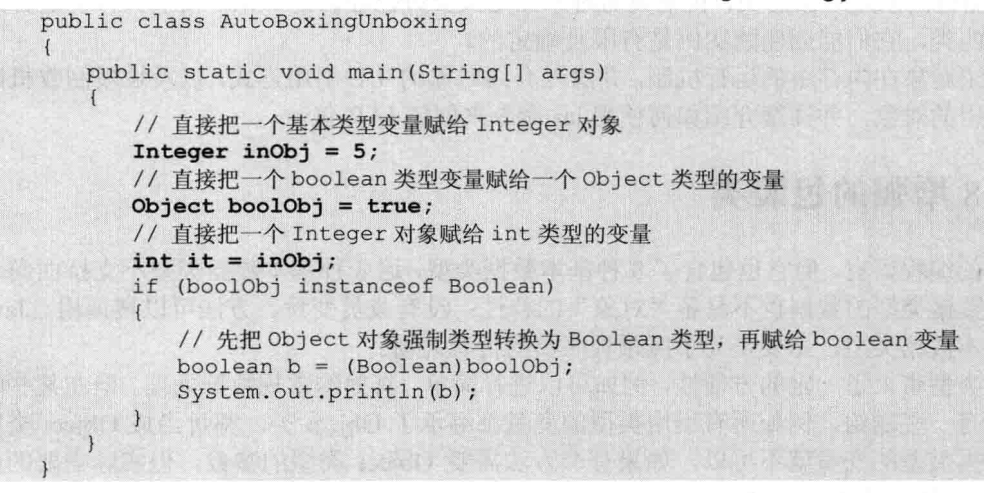 public class AutoBoxingUnboxing
{
public static void main(String[] args)
{
// 直接把一个基本类型变量赋给 Integer 对象
Integer inObj = 5;
// 直接把一个 boolean 类型变量赋给一个 Object 类型的变量
Object boolObj = true;
// 直接把一个 Integer 对象赋给 int 类型的变量
int it = inObj;
if (boolObj instanceof Boolean)
{
// 先把 Object 对象强制类型转换为 Boolean 类型，再赋给 boolean 变量
boolean b = (Boolean)boolObj;
System.out.println(b);
}
}
}